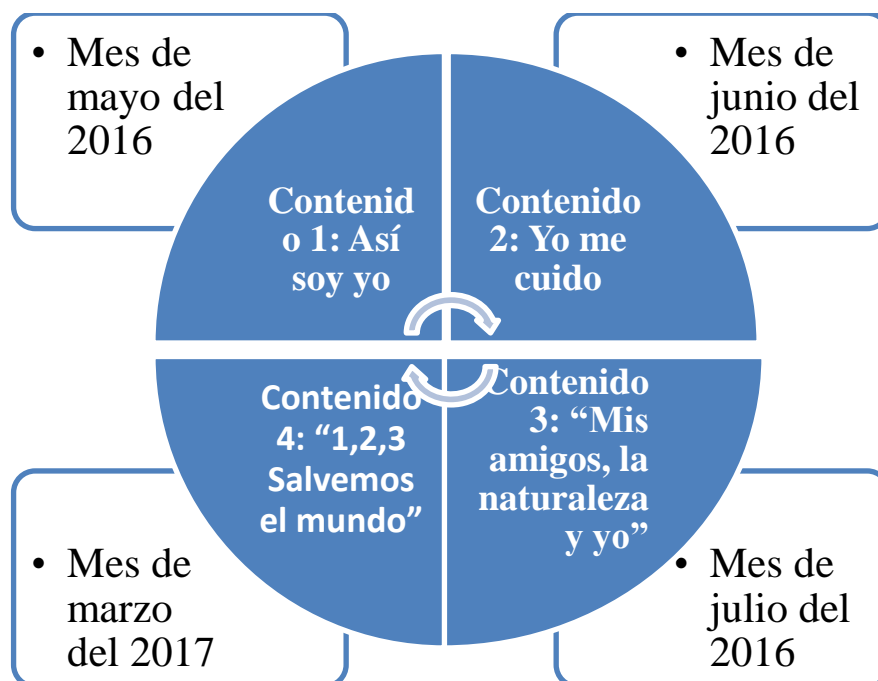 • Mes de
mayo del
2016
• Mes de
junio del
2016
Contenid
o 1: Así
soy yo
Contenido
2: Yo me
cuido
Contenido
4: “1,2,3
Salvemos
el mundo”
Contenido
3: “Mis
amigos, la
naturaleza
y yo”
• Mes de
marzo
del 2017
• Mes de
julio del
2016